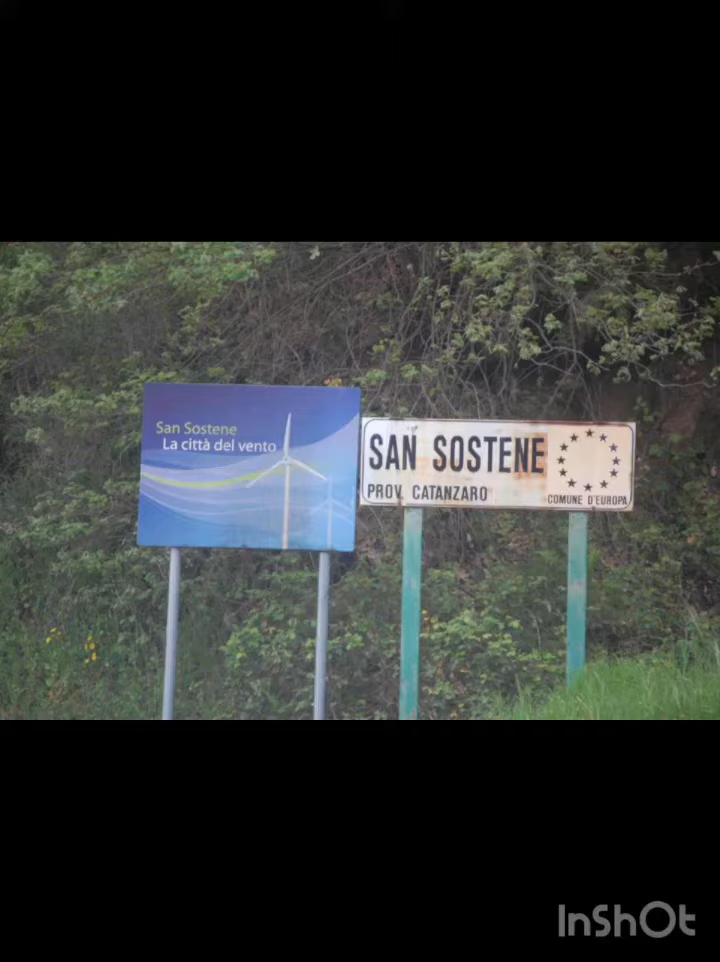 San Sostene
La città del vento
SAN SOSTENE
PROV. CATANZARO
COMUNE D'EUROPA
InShOt